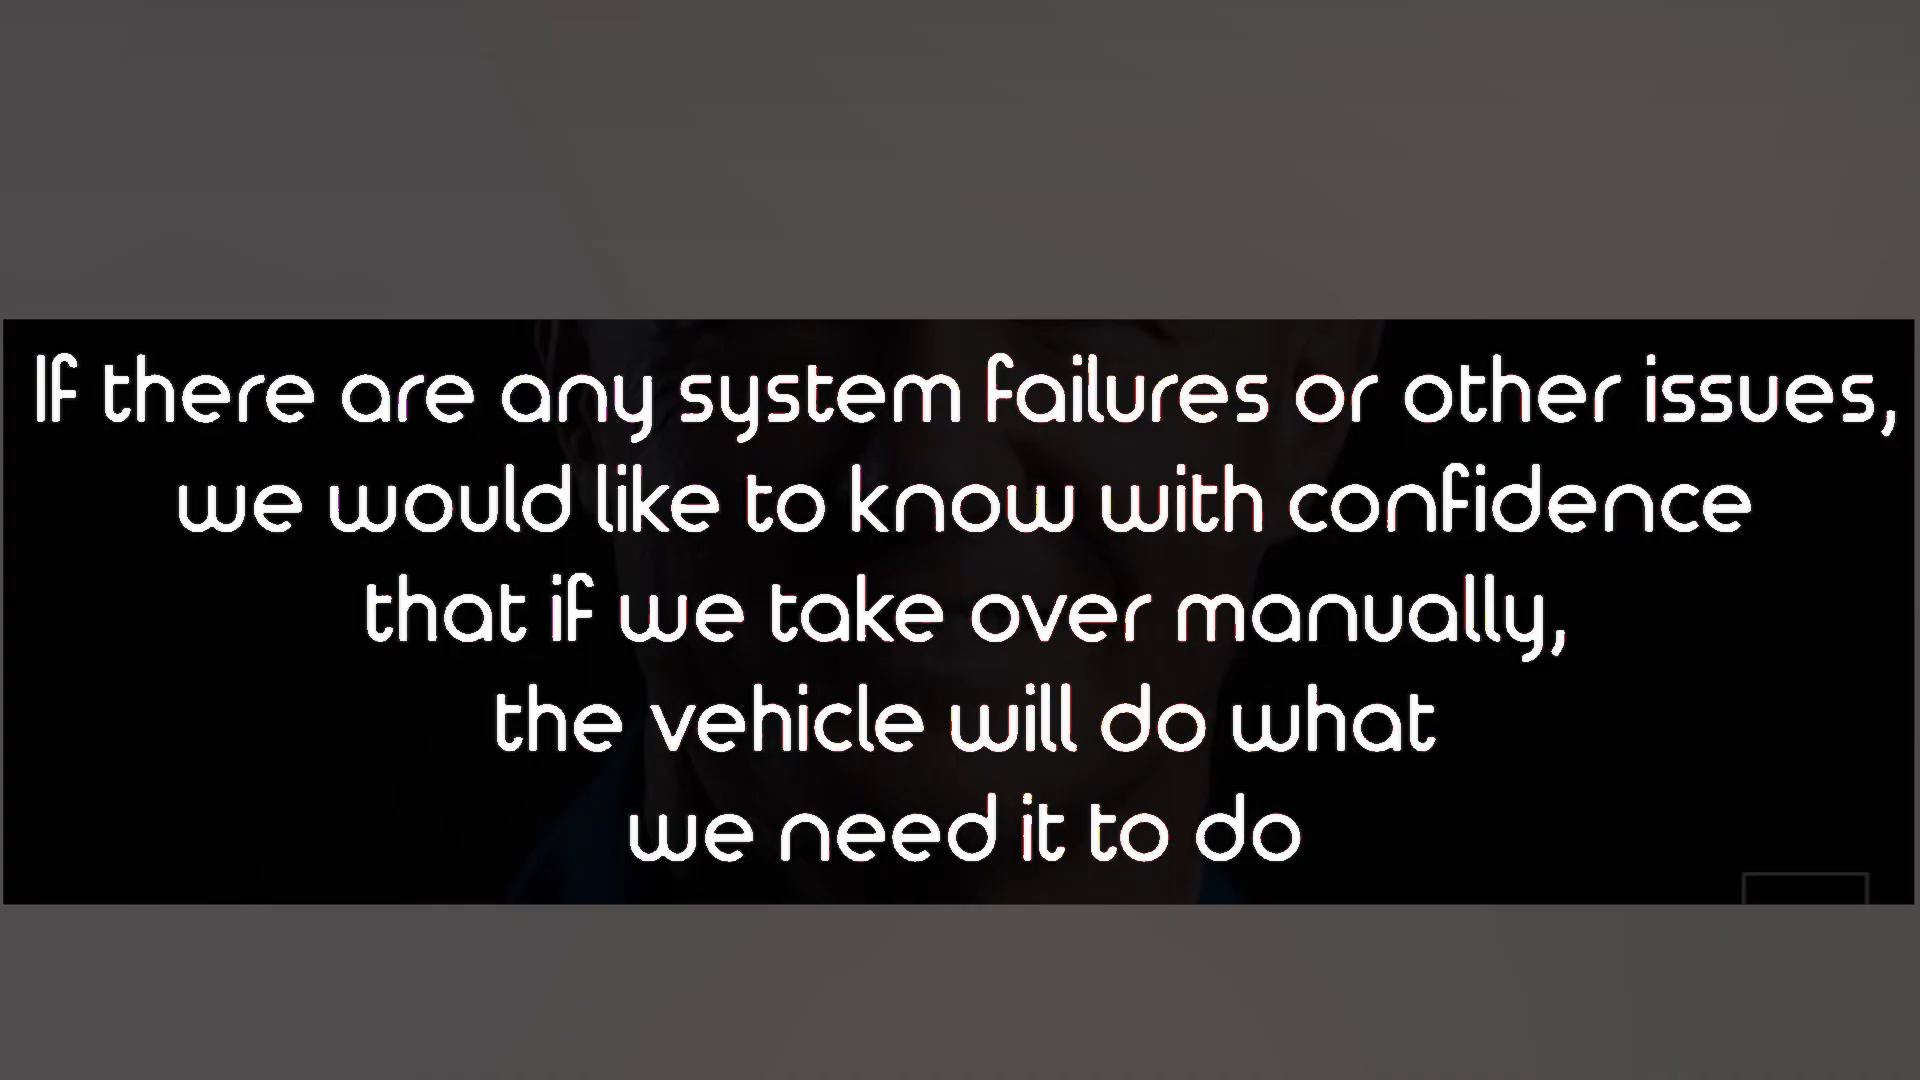 If there are any system failures or other issues,
we would like to know with confidence
that if we take over manually,
the vehicle will do what
we need it to do